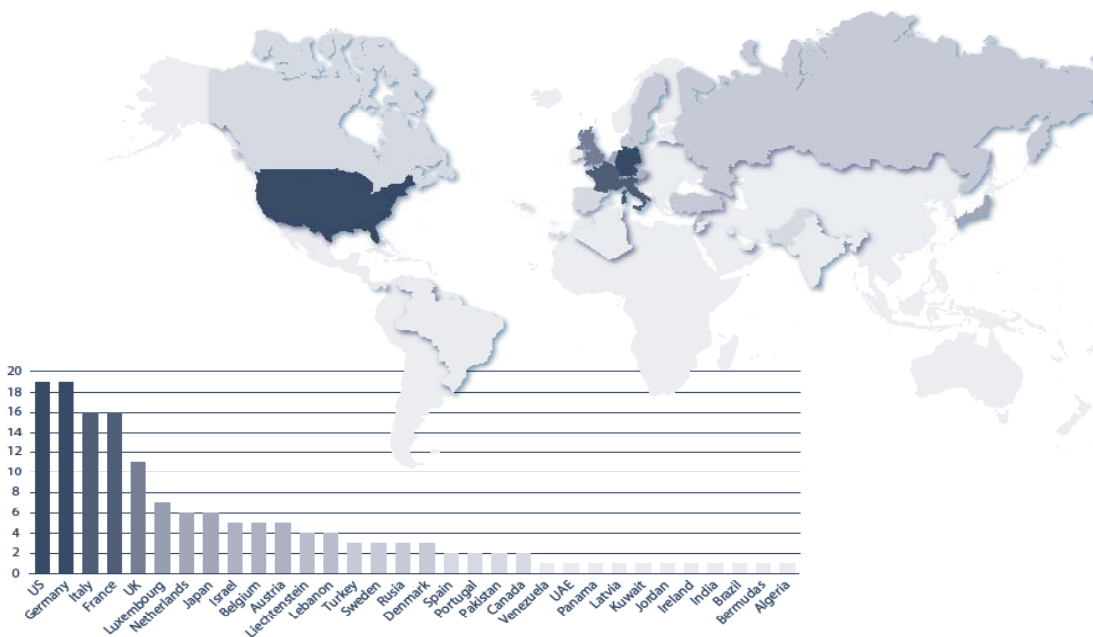 20
18
16
14
12
10
8
6
4
2
0
US
Germany
Italy
France
UK
Luxembourg
Netherlands
Japan
Israel
Belgium
Austria
Liechtenstein
Lebanon
Turkey
Sweden
Rusia
Denmark
Spain
Portugal
Pakistan
Canada
Venezuela
UAE
Panama
Latvia
Kuwait
Jordan
Ireland
India
Brazil
Bermudas
Algeria